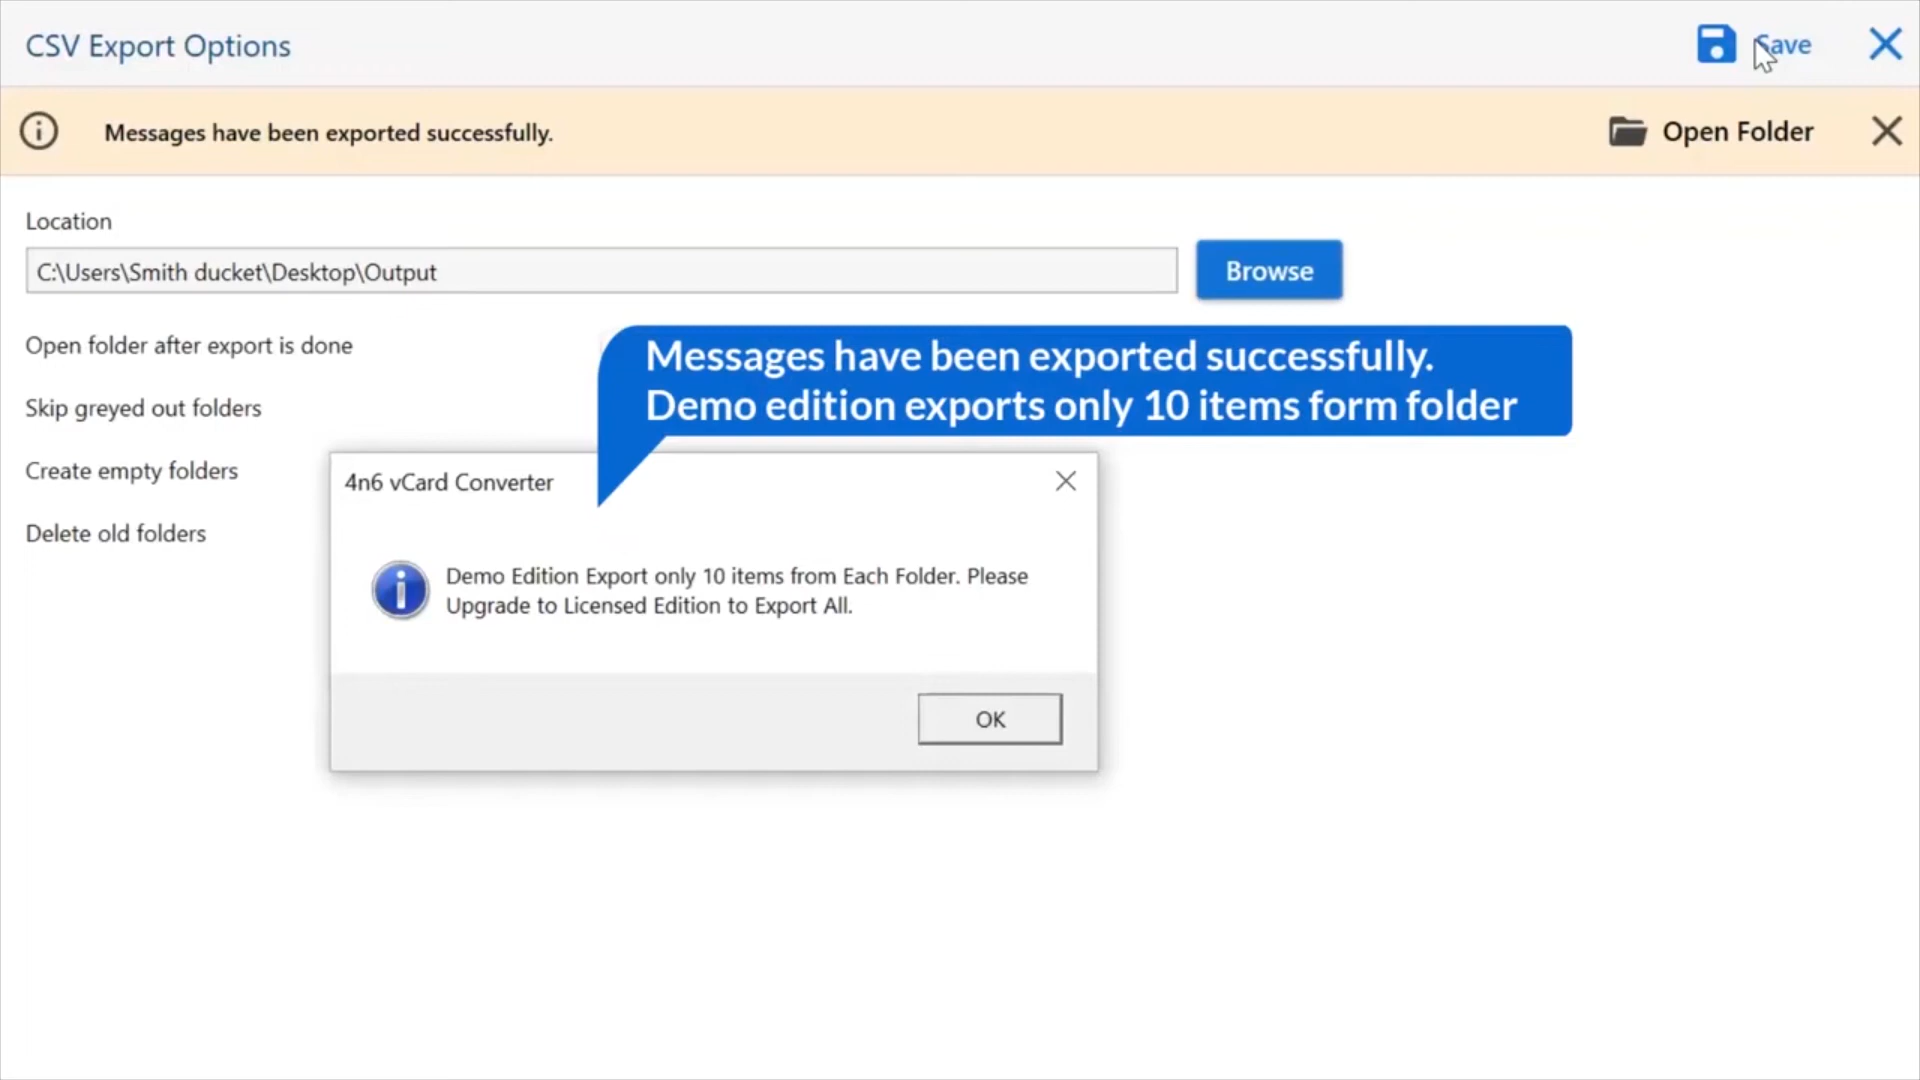 CSV Export Options
Save
Messages have been exported successfully.
Open Folder
Location
C:\Users\Smith ducket\Desktop\Output
Browse
Open folder after export is done
Messages have been exported successfully.
Demo edition exports only 10 items form folder
Skip greyed out folders
Create empty folders
4n6 vCard Converter
Delete old folders
Demo Edition Export only 10 items from Each Folder. Please
Upgrade to Licensed Edition to Export All.
OK